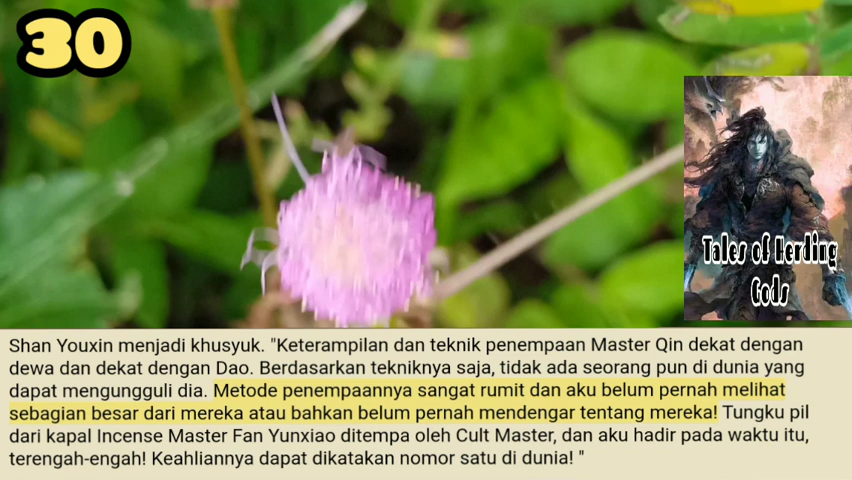 30
Tales of Herding
Gods
Shan Youxin menjadi khusyuk. "Keterampilan dan teknik penempaan Master Qin dekat dengan
dewa dan dekat dengan Dao. Berdasarkan tekniknya saja, tidak ada seorang pun di dunia yang
dapat mengungguli dia. Metode penempaannya sangat rumit dan aku belum pernah melihat
sebagian besar dari mereka atau bahkan belum pernah mendengar tentang mereka! Tungku pil
dari kapal Incense Master Fan Yunxiao ditempa oleh Cult Master, dan aku hadir pada waktu itu,
terengah-engah! Keahliannya dapat dikatakan nomor satu di dunia! "